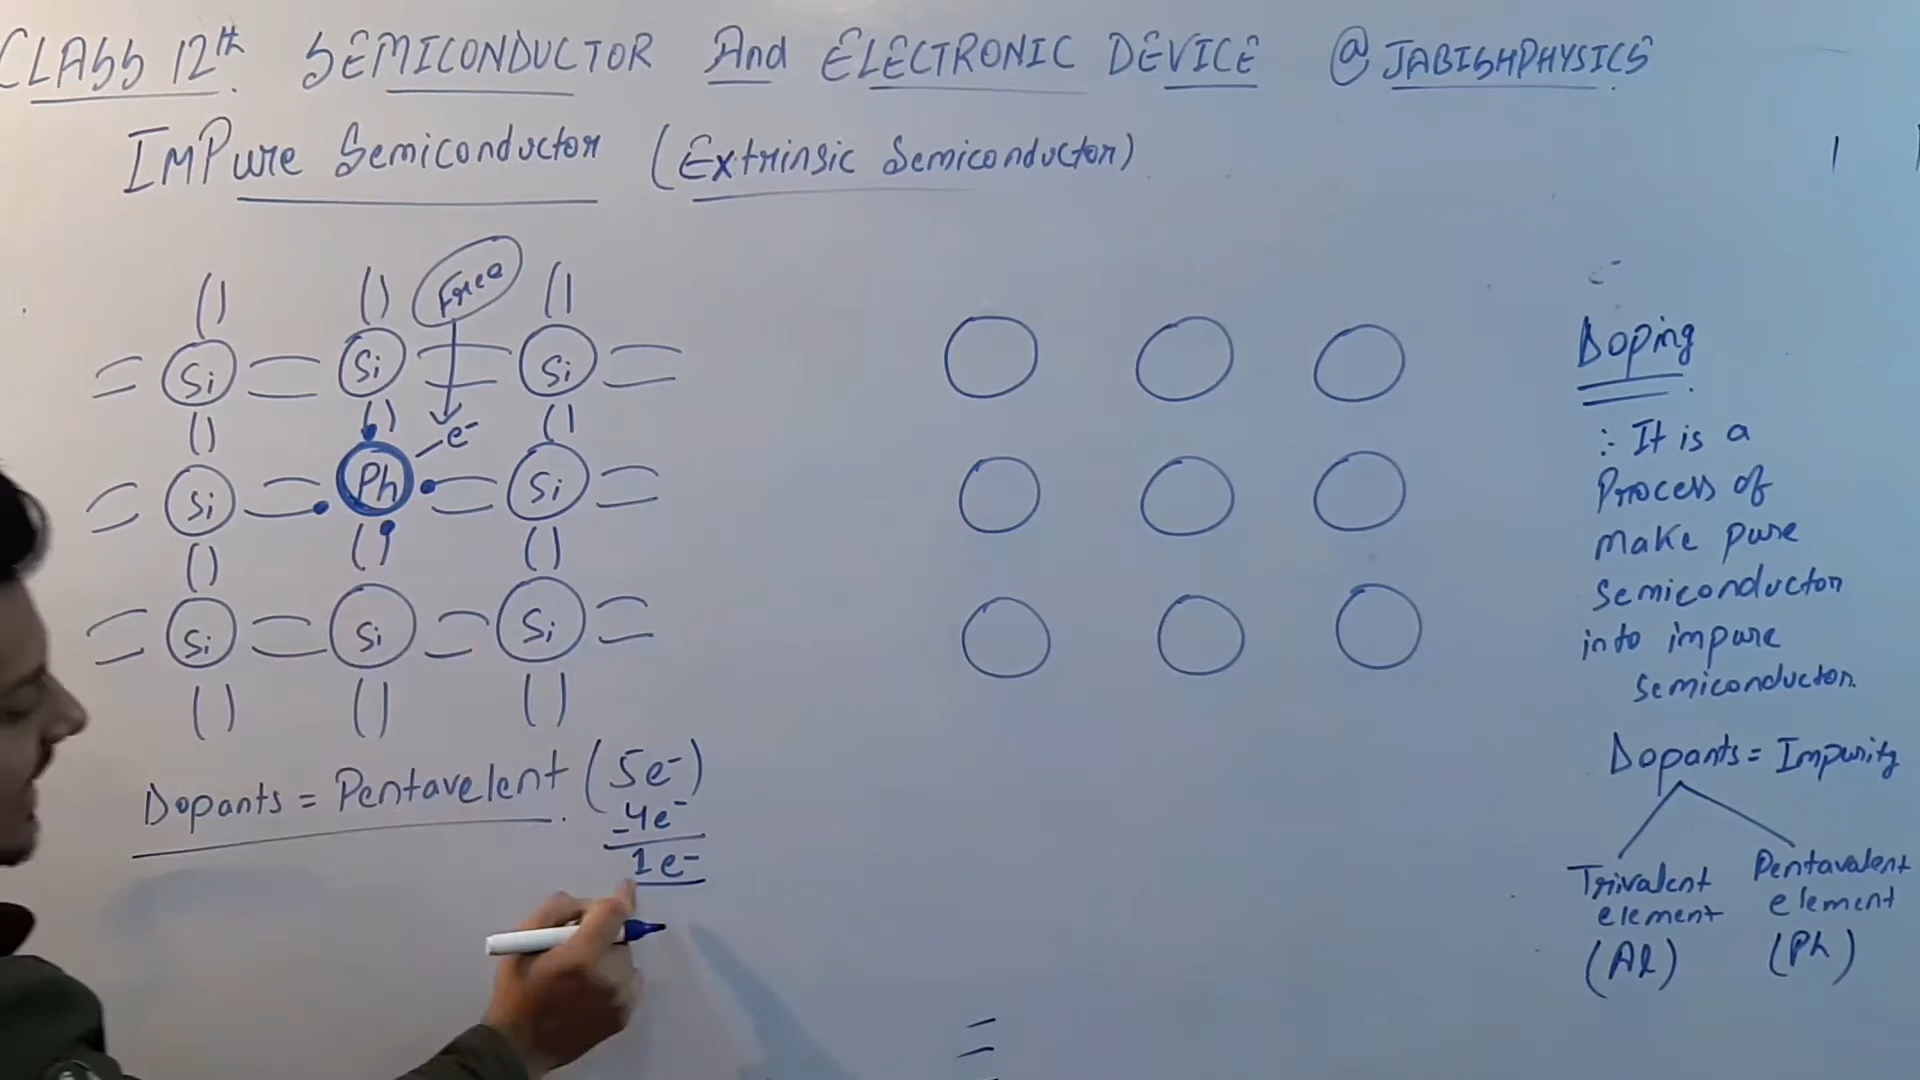 CLASS 12th SEMICONDUCTOR And ELECTRONIC DEVICE @JABISHPHYSICS
ImPure Semiconductor (Extrinsic Semiconductor)
Free
Si Si Si
e-
Si Ph Si
Si Si Si
Dopants = Pentavelent (5e-)
-4e-
1e-
Doping
:- It is a
Process of
make pure
semiconductor
into impure
semiconductor.
Dopants = Impurity
Trivalent
element
(Al)
Pentavalent
element
(Ph)